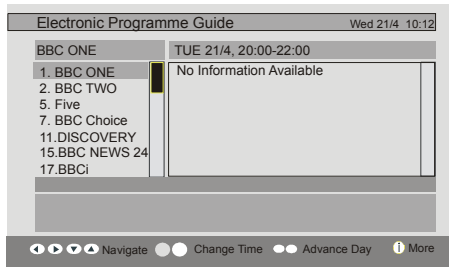 Electronic Programme Guide Wed 21/4 10:12
BBC ONE TUE 21/4, 20:00-22:00
1. BBC ONE No Information Available
2. BBC TWO
5. Five
7. BBC Choice
11.DISCOVERY
15.BBC NEWS 24
17.BBCi
Navigate Change Time Advance Day i More